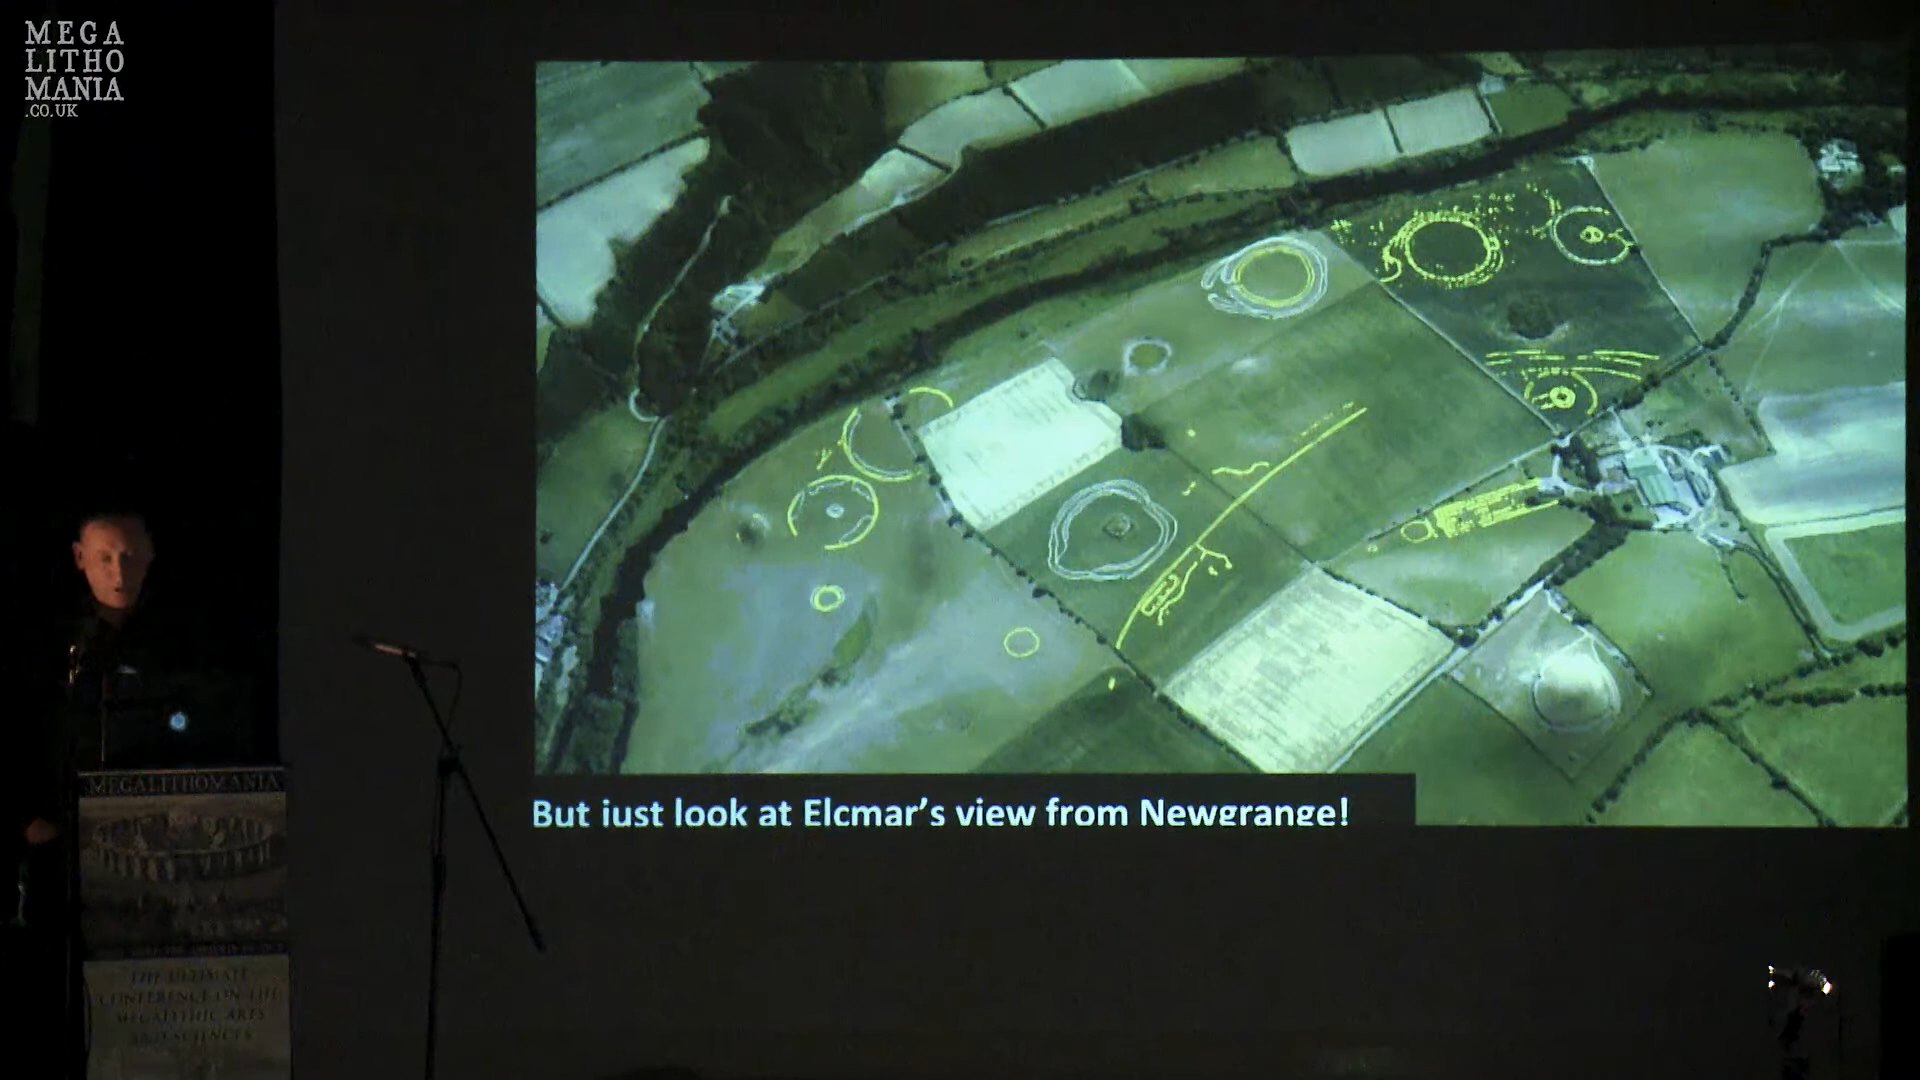 MEGA
LITHO
MANIA
.CO.UK
But just look at Elcmar's view from Newgrange!
MEGALITHOMANIA
THE ULTIMATE
CONFERENCE ON THE
MEGALITHIC ARTS
AND SCIENCES